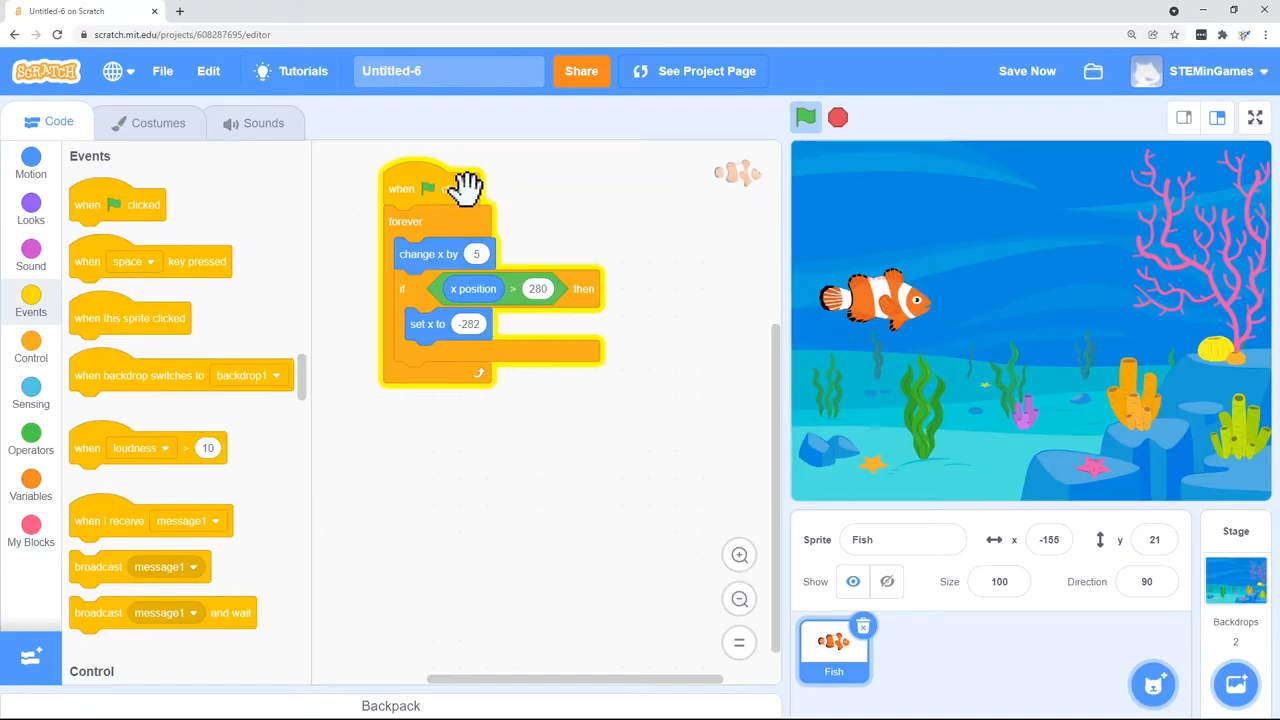 Untitled-6 on Scratch
scratch.mit.edu/projects/608287695/editor
SCRATCH
File
Edit
Tutorials
Untitled-6
Share
See Project Page
Save Now
STEMinGames
Code
Costumes
Sounds
Motion
Looks
Sound
Events
Control
Sensing
Operators
Variables
My Blocks
Events
when clicked
when space key pressed
when this sprite clicked
when backdrop switches to backdrop1
when loudness > 10
when I receive message1
broadcast message1
broadcast message1 and wait
Control
when
forever
change x by 5
if x position > 280 then
set x to -282
Backpack
Sprite Fish x -155 y 21
Show Size 100 Direction 90
Fish
Stage
Backdrops
2